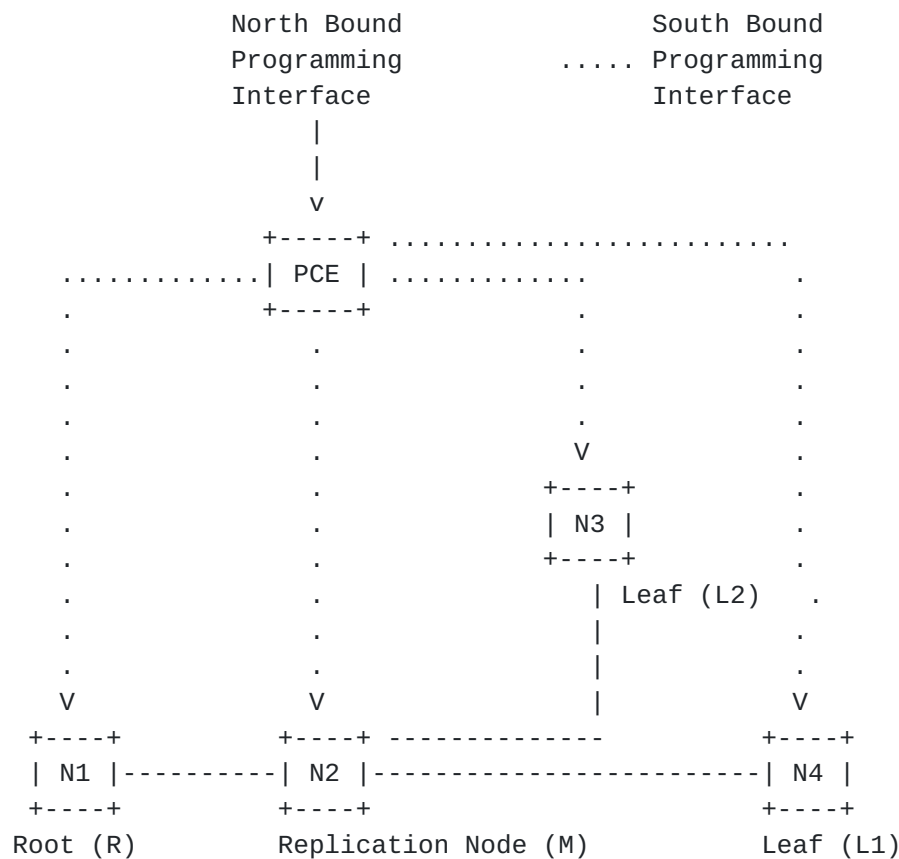 North Bound South Bound
Programming ..... Programming
Interface Interface
|
|
v
+-----+ ..........................
.............| PCE | ............. .
. +-----+ . .
. . . .
. . . .
. . . .
. . V .
. . +----+ .
. . | N3 | .
. . +----+ .
. . | Leaf (L2) .
. . | .
. . | .
V V | V
+----+ +----+ -------------- +----+
| N1 |----------| N2 |-------------------------| N4 |
+----+ +----+ +----+
Root (R) Replication Node (M) Leaf (L1)